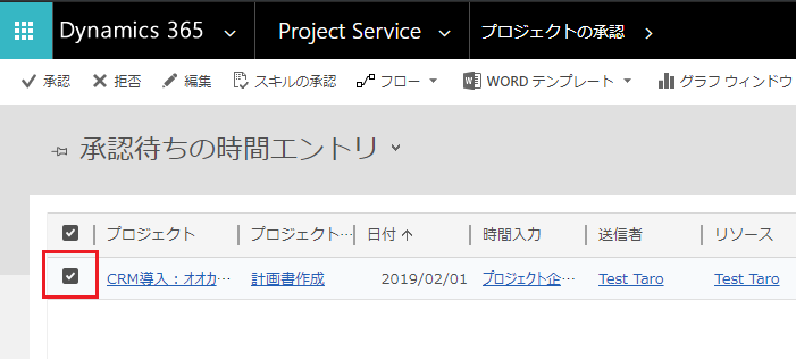 Dynamics 365 Project Service プロジェクトの承認
承認 拒否 編集 スキルの承認 フロー WORD テンプレート グラフ ウィンドウ
承認待ちの時間エントリ
プロジェクト プロジェクト… 日付 時間入力 送信者 リソース
CRM導入：オオカ… 計画書作成 2019/02/01 プロジェクト企… Test Taro Test Taro